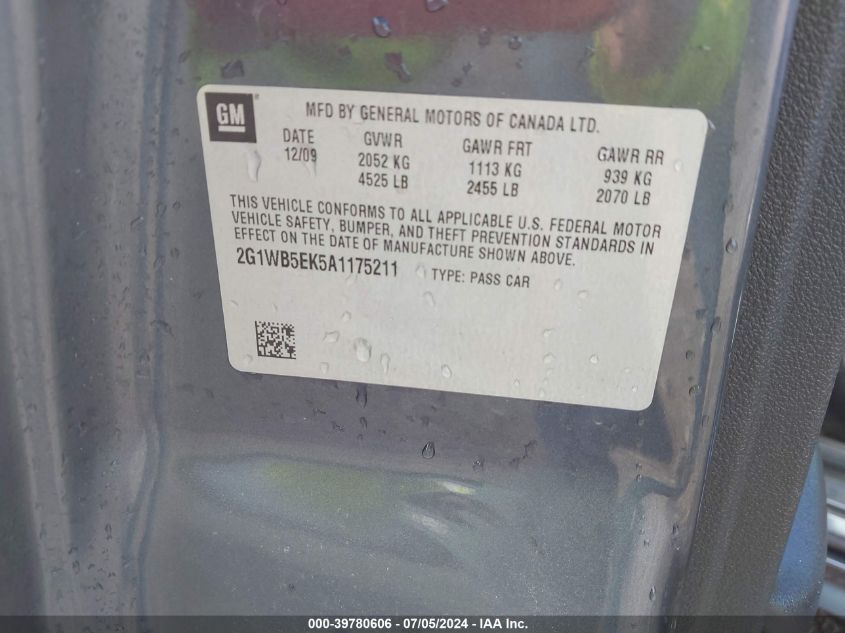 GM
MFD BY GENERAL MOTORS OF CANADA LTD.
DATE GVWR GAWR FRT GAWR RR
12/09 2052 KG 1113 KG 939 KG
4525 LB 2455 LB 2070 LB
THIS VEHICLE CONFORMS TO ALL APPLICABLE U.S. FEDERAL MOTOR
VEHICLE SAFETY, BUMPER, AND THEFT PREVENTION STANDARDS IN
EFFECT ON THE DATE OF MANUFACTURE SHOWN ABOVE.
2G1WB5EK5A1175211 TYPE: PASS CAR
000-39780606 / 07/05/2024 - IAA Inc.